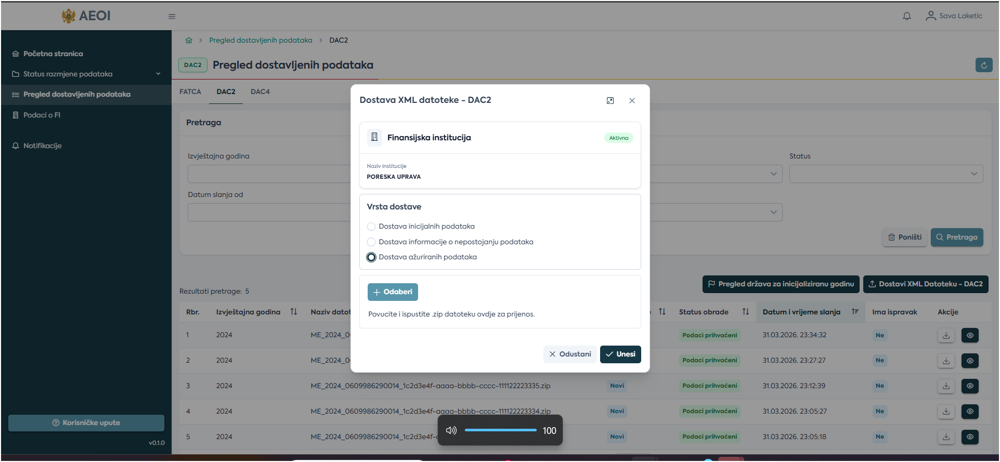 AEOI
Sava Laketic
Početna stranica
Status razmjene podataka
Pregled dostavljenih podataka
Podaci o FI
Notifikacije
Korisničke upute
v0.1.0
Pregled dostavljenih podataka > DAC2
DAC2 Pregled dostavljenih podataka
FATCA DAC2 DAC4
Pretraga
Izvještajna godina
Status
Datum slanja od
Poništi Pretraga
Rezultati pretrage: 5
Pregled država za inicijaliziranu godinu Dostavi XML Datoteku - DAC2
Rbr. Izvještajna godina Naziv datot Status obrade Datum i vrijeme slanja Ima ispravak Akcije
1 2024 ME_2024_0 Podaci prihvaćeni 31.03.2026. 23:34:32 Ne
2 2024 ME_2024_0 Podaci prihvaćeni 31.03.2026. 23:27:27 Ne
3 2024 ME_2024_0609986290014_1c2d3e4f-aaaa-bbbb-cccc-111122223335.zip Novi Podaci prihvaćeni 31.03.2026. 23:12:39 Ne
4 2024 ME_2024_0609986290014_1c2d3e4f-aaaa-bbbb-cccc-111122223334.zip Novi Podaci prihvaćeni 31.03.2026. 23:05:27 Ne
5 2024 ME_2024_0609986290014_1c2d3e4f- Novi Podaci prihvaćeni 31.03.2026. 23:05:18 Ne
Dostava XML datoteke - DAC2
Finansijska institucija Aktivna
Naziv institucije
PORESKA UPRAVA
Vrsta dostave
Dostava inicijalnih podataka
Dostava informacije o nepostojanju podataka
Dostava ažuriranih podataka
Odaberi
Povucite i ispustite .zip datoteku ovdje za prijenos.
Odustani Unesi
100